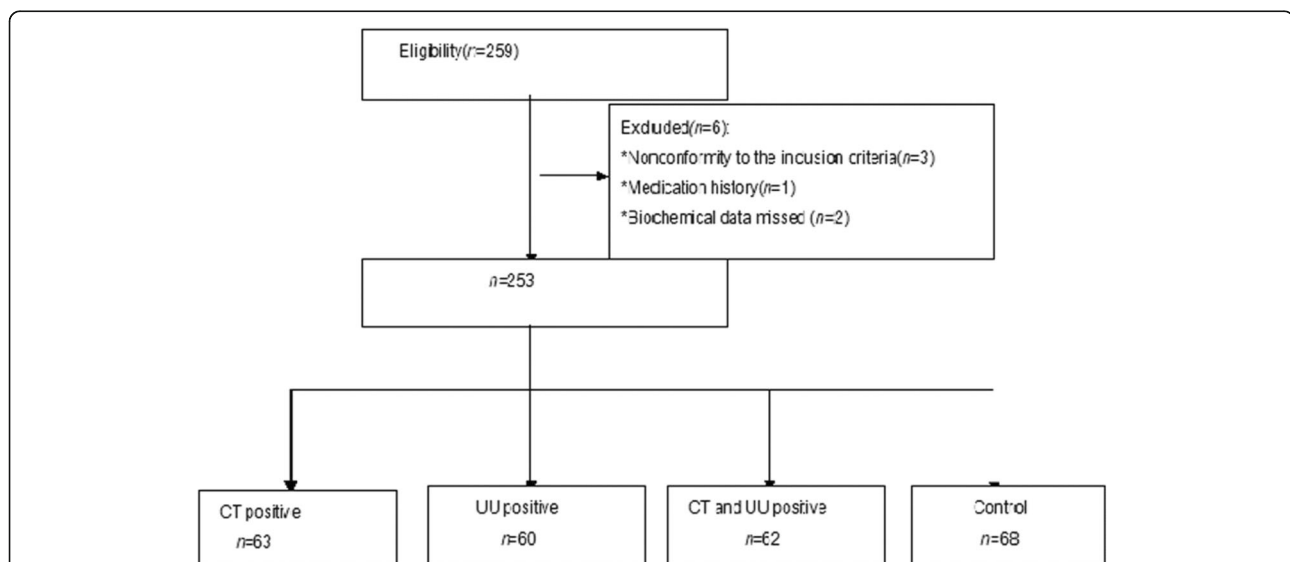 Eligibility(n=259)
Exduded(n=6):
*Nonconformity to the incusion criteria(n=3)
*Medication history(n=1)
*Biochemical data missed (n=2)
n=253
CT positive
n=63
UU positive
n=60
CT and UU positive
n=62
Control
n=68